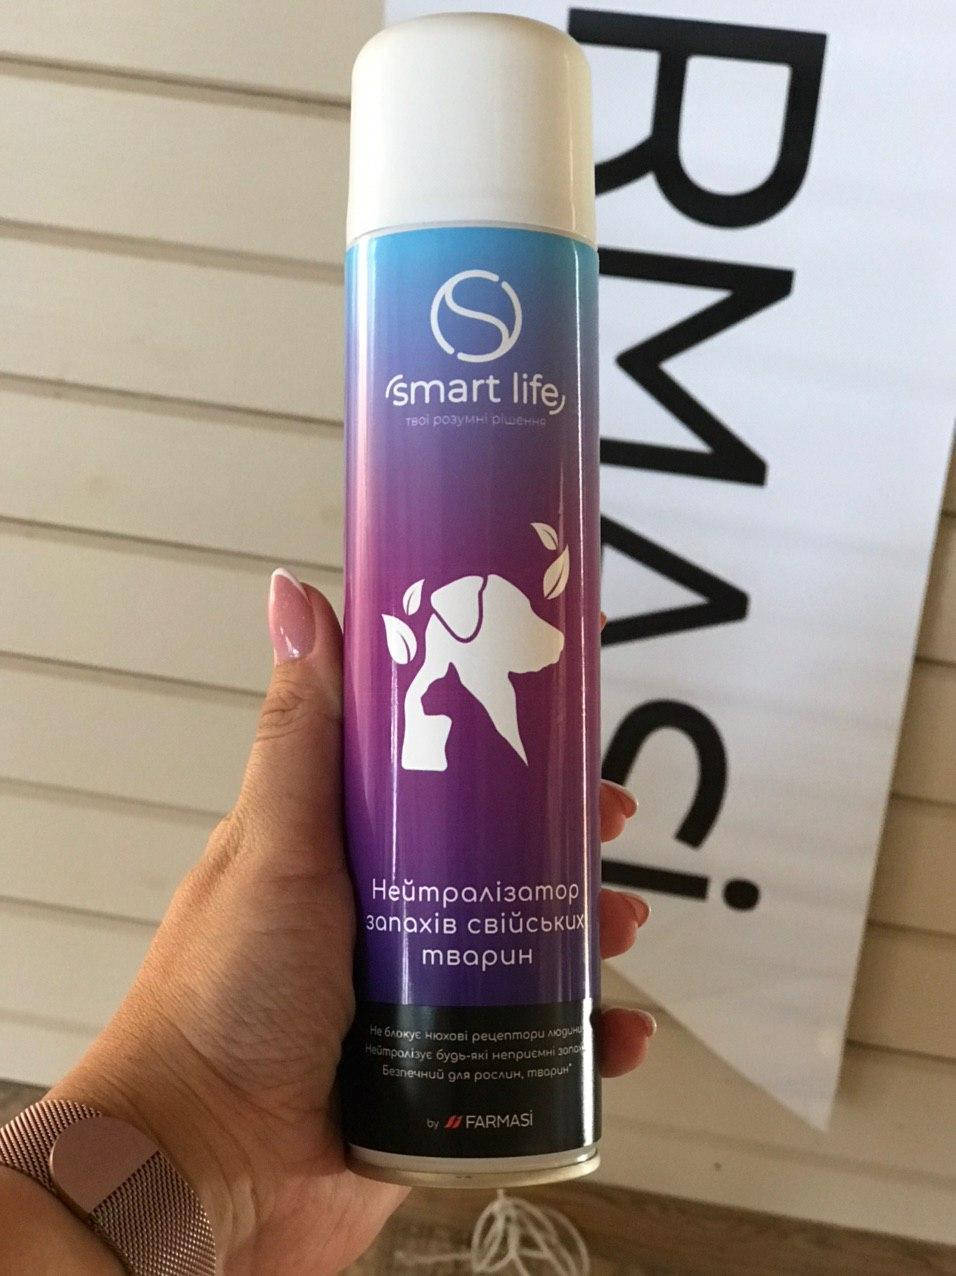 smart life
твої розумні рішення
Нейтралізатор
запахів свійських
тварин
Не блокує нюхові рецептори людини
Нейтралізує будь-які неприємні запахи
Безпечний для рослин, тварин*
by FARMASi
RMASi